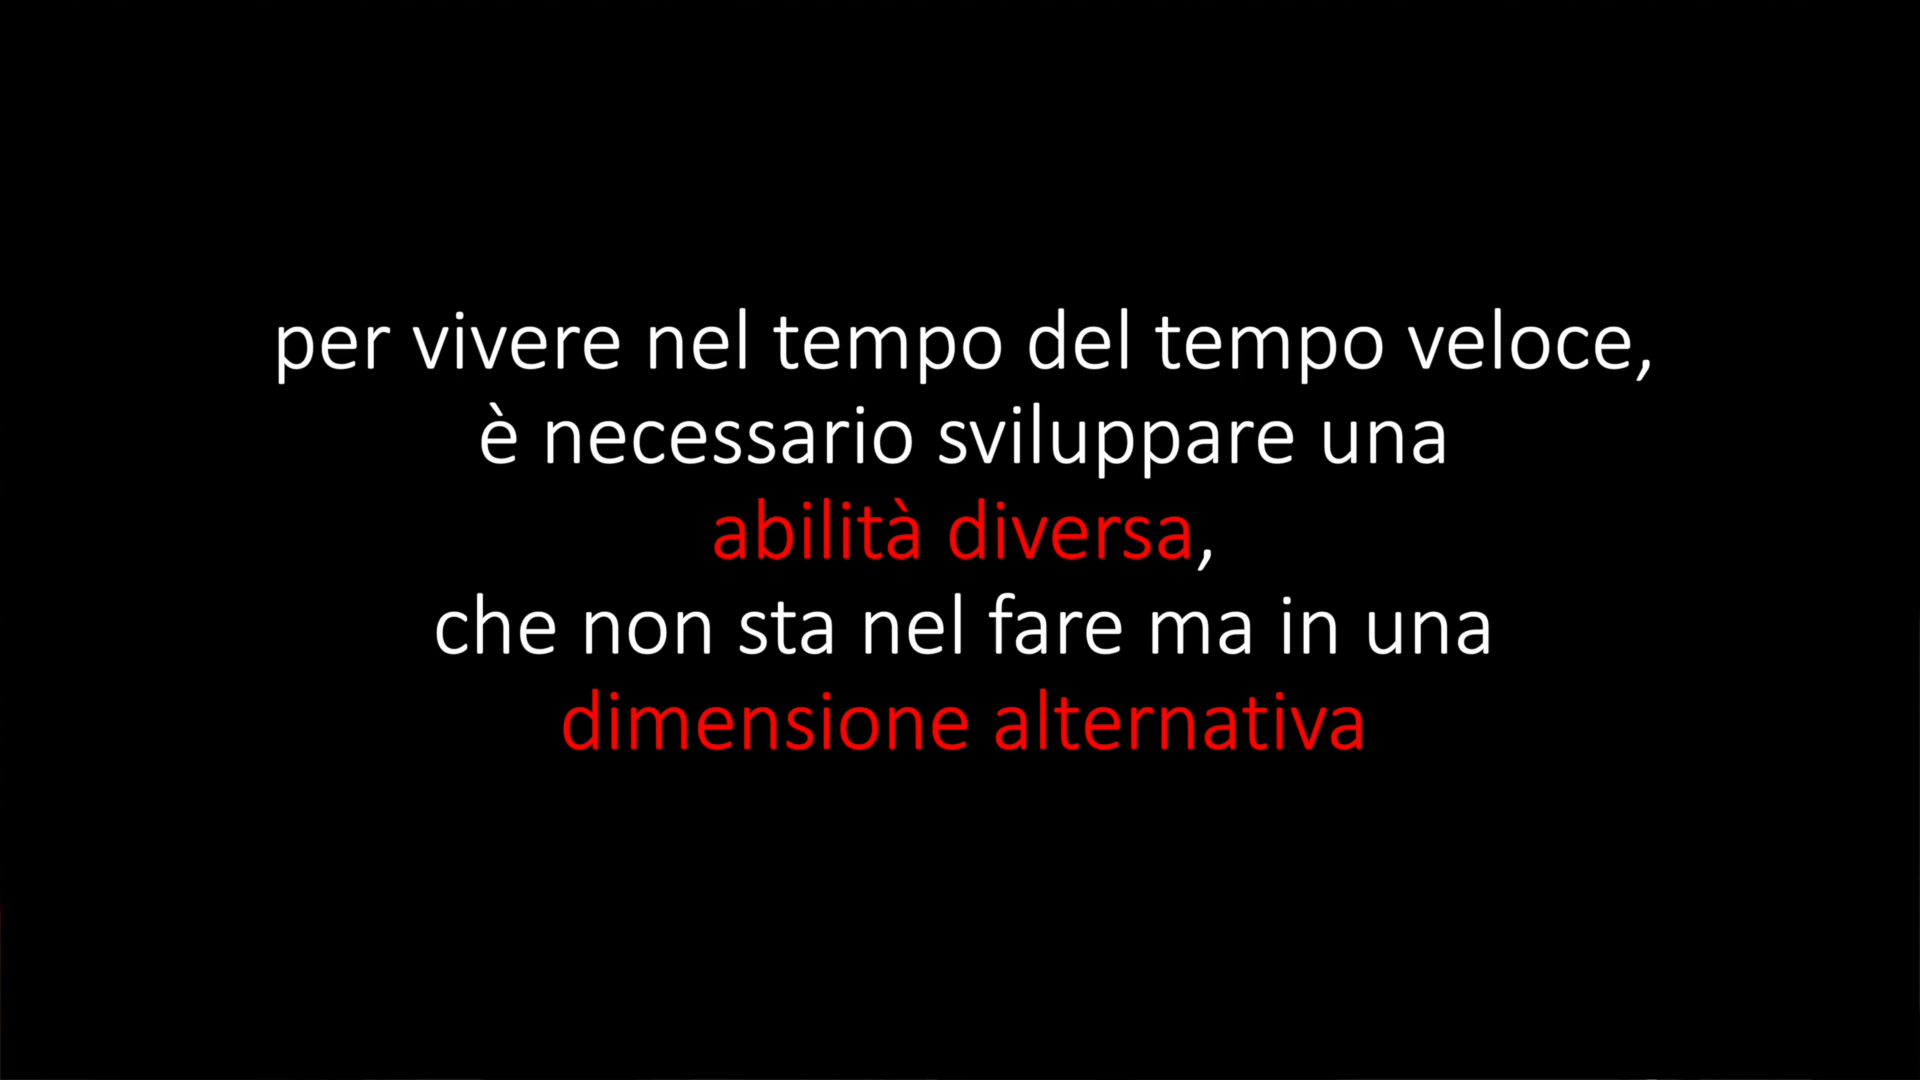 per vivere nel tempo del tempo veloce,
è necessario sviluppare una
abilità diversa,
che non sta nel fare ma in una
dimensione alternativa